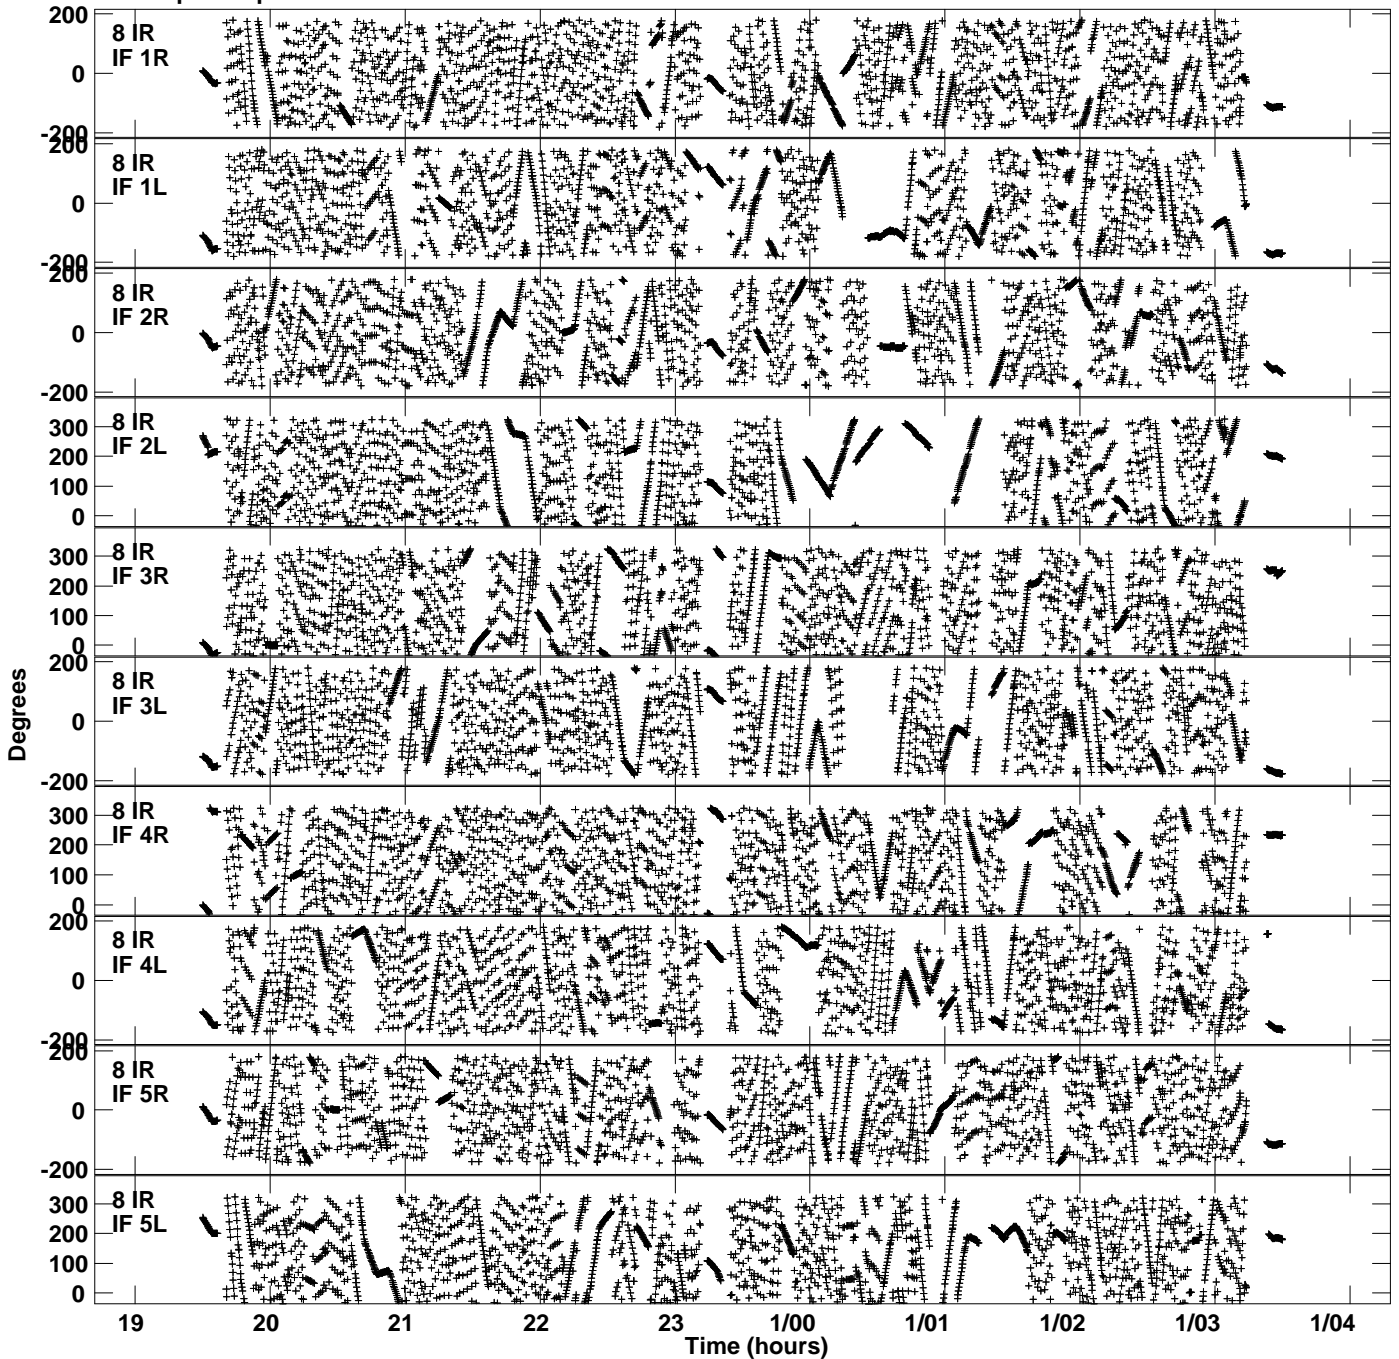 200
8 IR
IF 1R
0
-200
200
8 IR
IF 1L
0
-200
200
8 IR
IF 2R
0
-200
8 IR
300
IF 2L
200
100
0
8 IR
300
IF 3R
200
100
0
200
8 IR
IF 3L
0
-200
8 IR
300
IF 4R
200
100
0
200
8 IR
IF 4L
0
-200
200
8 IR
IF 5R
0
-200
8 IR
300
IF 5L
200
100
0
Degrees
19 20 21 22 23 1/00 1/01 1/02 1/03 1/04
Time (hours)